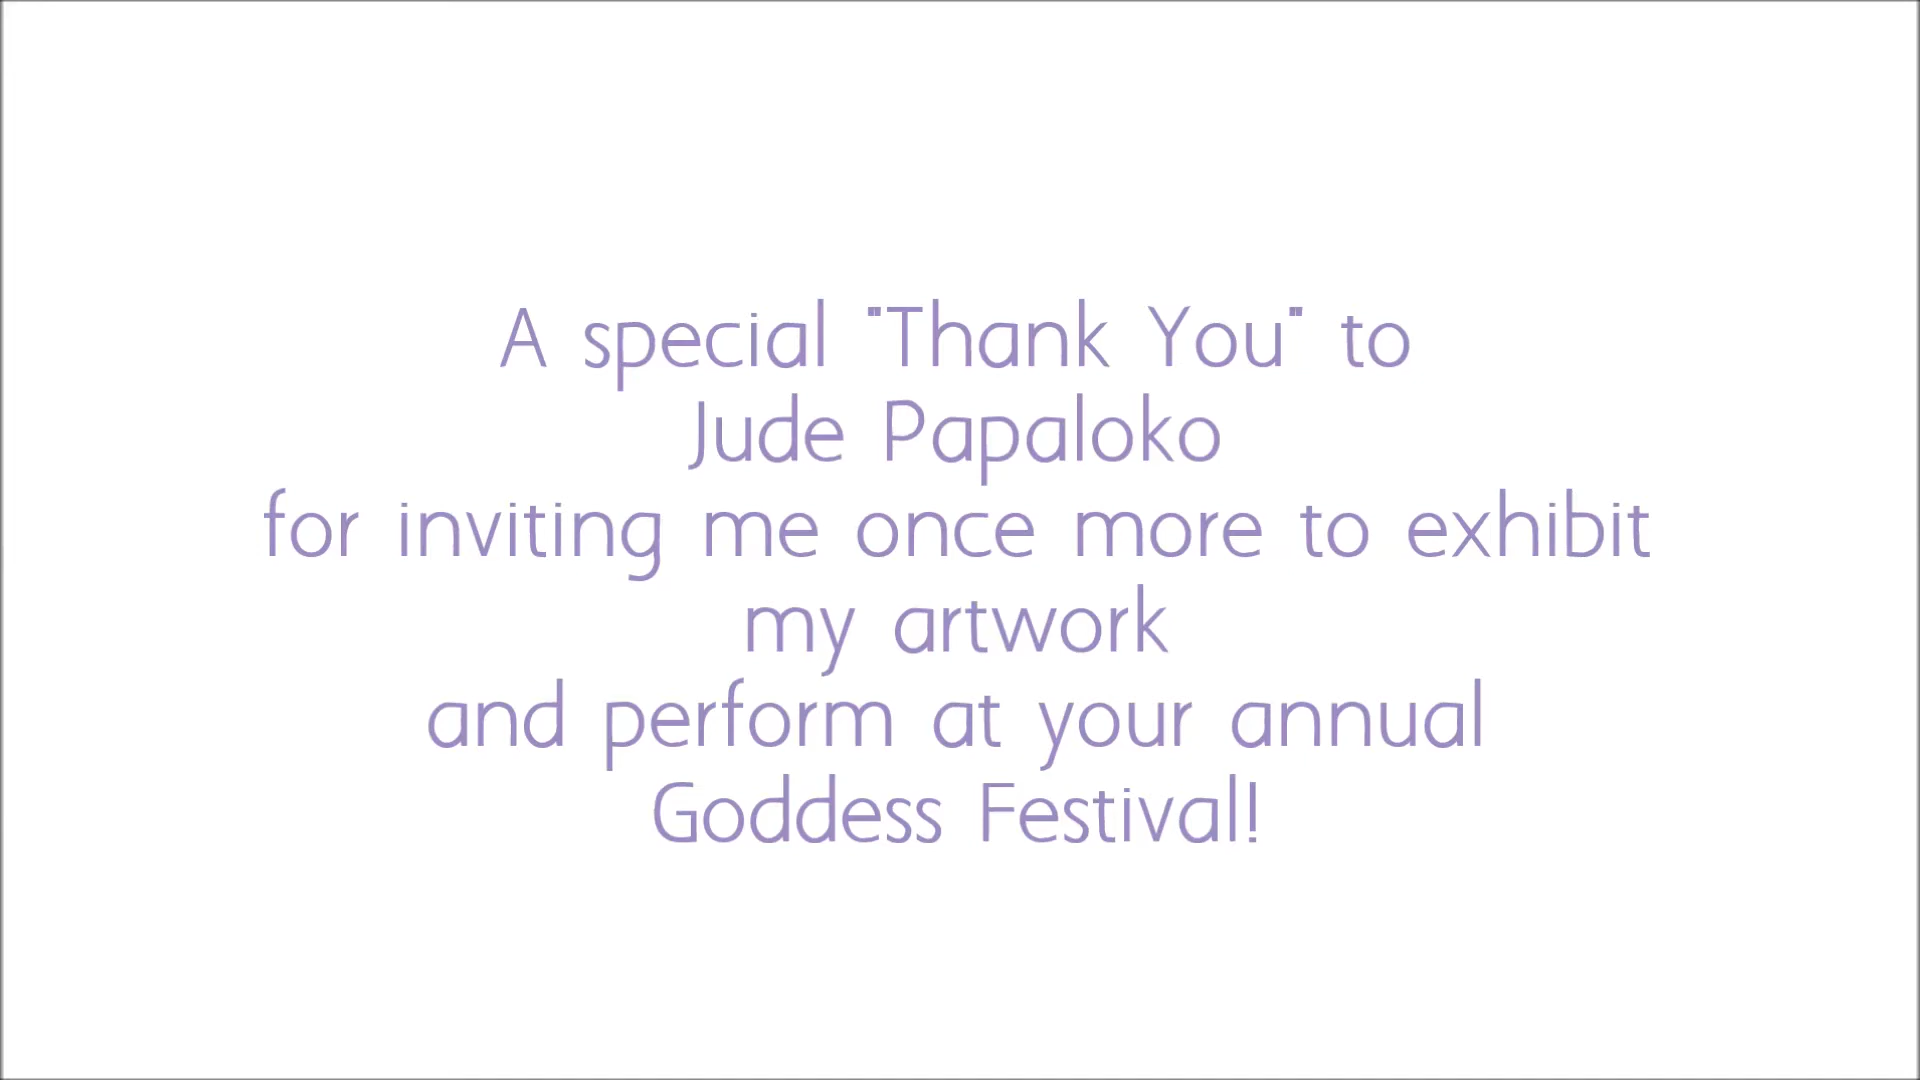 A special "Thank You" to
Jude Papaloko
for inviting me once more to exhibit
my artwork
and perform at your annual
Goddess Festival!